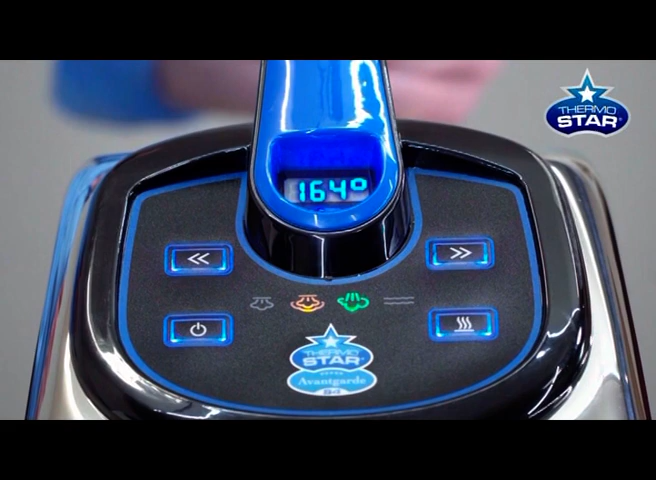 THERMO
STAR®
164°
<<
>>
THERMO
STAR
Avantgarde